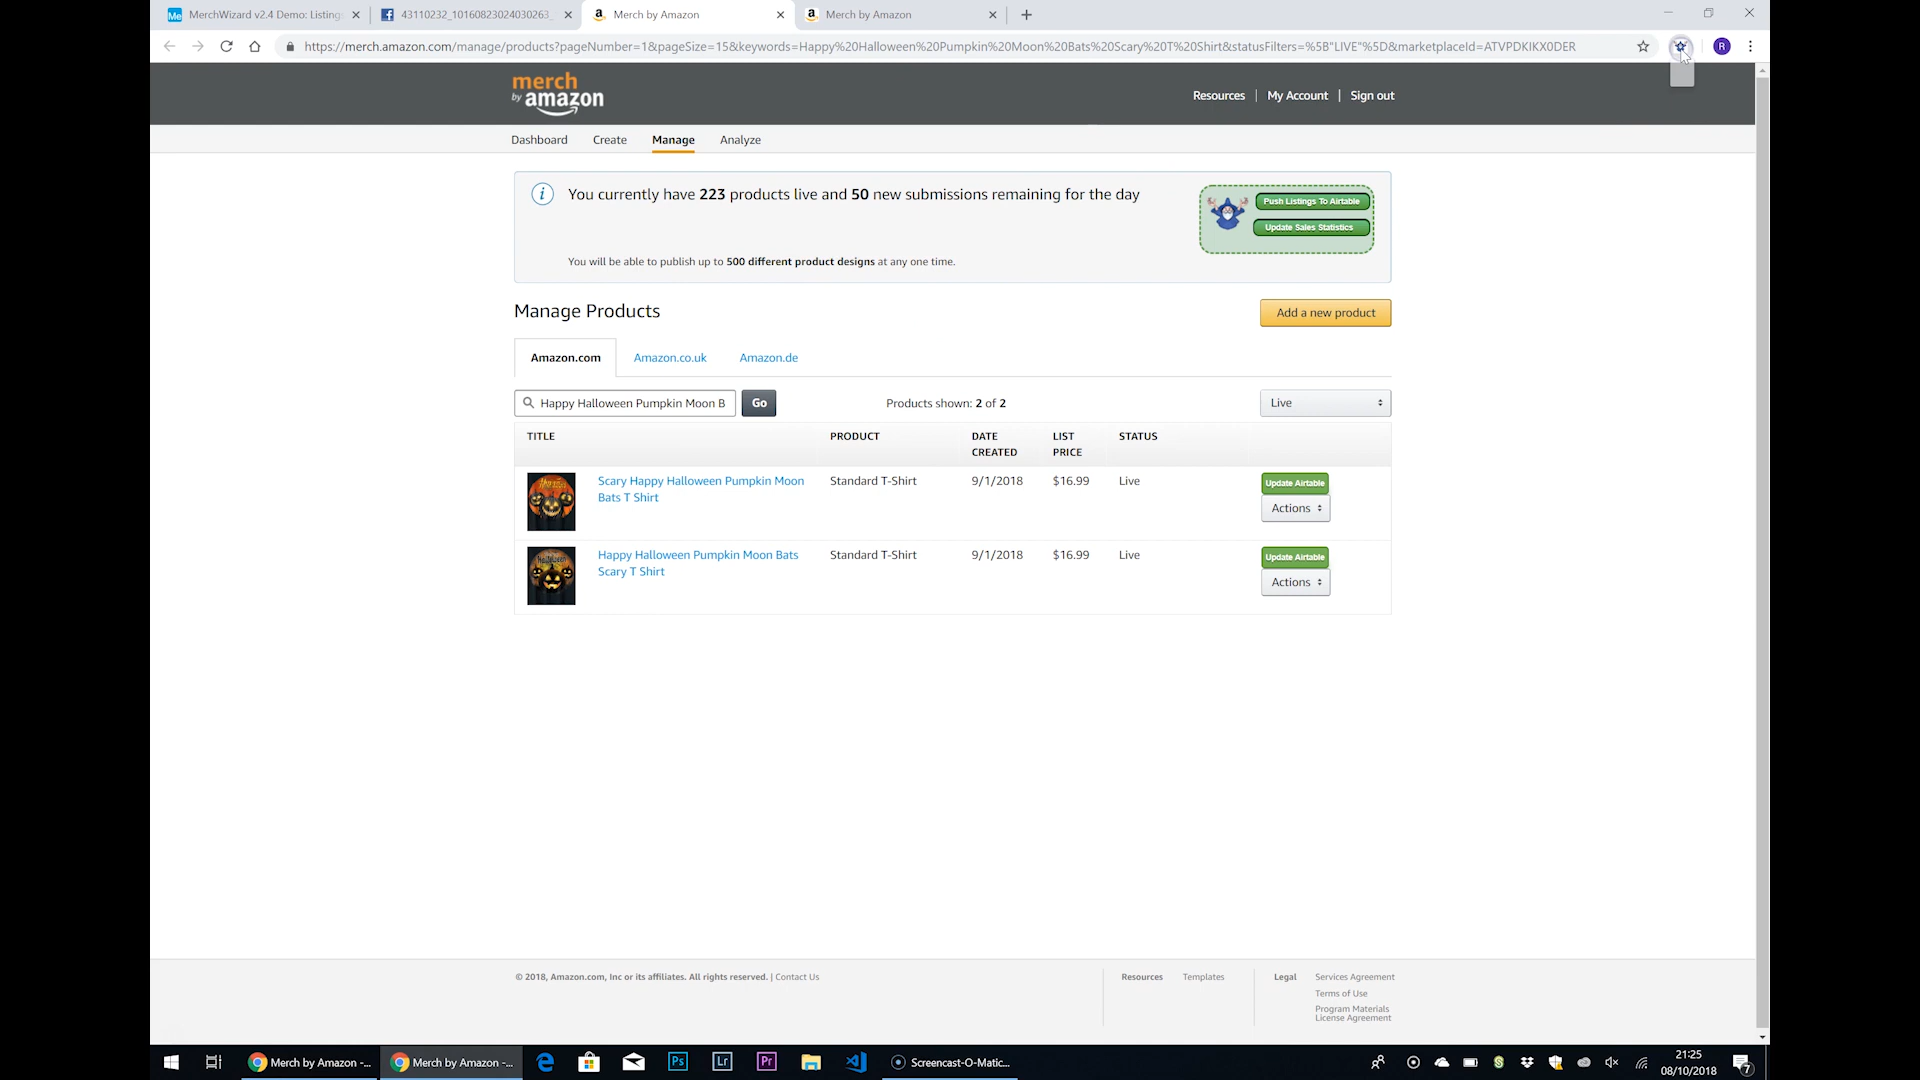 MerchWizard v2.4 Demo: Listing
43110232_10160823024030263_
Merch by Amazon
Merch by Amazon
https://merch.amazon.com/manage/products?pageNumber=1&pageSize=15&keywords=Happy%20Halloween%20Pumpkin%20Moon%20Bats%20Scary%20T%20Shirt&statusFilters=%5B"LIVE"%5D&marketplaceId=ATVPDKIKX0DER
R
merch
by amazon
Resources | My Account | Sign out
Dashboard Create Manage Analyze
You currently have 223 products live and 50 new submissions remaining for the day
Push Listings To Airtable
Update Sales Statistics
You will be able to publish up to 500 different product designs at any one time.
Manage Products
Add a new product
Amazon.com Amazon.co.uk Amazon.de
Happy Halloween Pumpkin Moon B
Go
Products shown: 2 of 2
Live
TITLE PRODUCT DATE CREATED LIST PRICE STATUS
Scary Happy Halloween Pumpkin Moon
Bats T Shirt
Standard T-Shirt 9/1/2018 $16.99 Live
Update Airtable
Actions
Happy Halloween Pumpkin Moon Bats
Scary T Shirt
Standard T-Shirt 9/1/2018 $16.99 Live
Update Airtable
Actions
© 2018, Amazon.com, Inc or its affiliates. All rights reserved. | Contact Us
Resources Templates
Legal Services Agreement
Terms of Use
Program Materials
License Agreement
Merch by Amazon -...
Merch by Amazon -...
Ps
Lr
Pr
Screencast-O-Matic...
21:25
08/10/2018
7